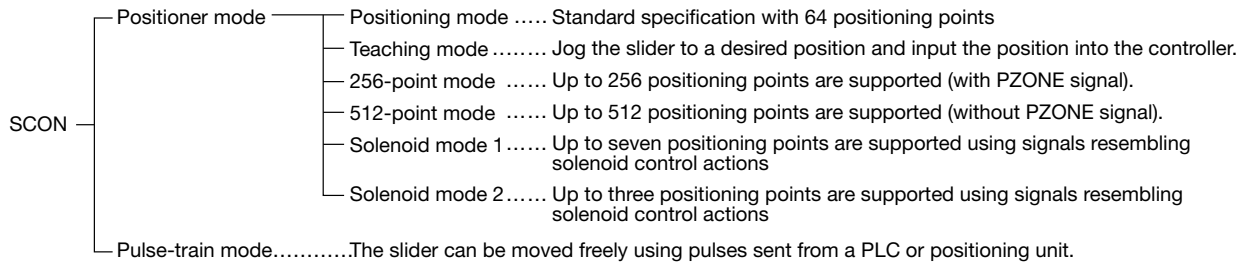 Positioner mode Positioning mode ..... Standard specification with 64 positioning points
Teaching mode ........ Jog the slider to a desired position and input the position into the controller.
256-point mode ...... Up to 256 positioning points are supported (with PZONE signal).
SCON 512-point mode ...... Up to 512 positioning points are supported (without PZONE signal).
Solenoid mode 1...... Up to seven positioning points are supported using signals resembling
solenoid control actions
Solenoid mode 2...... Up to three positioning points are supported using signals resembling
solenoid control actions
Pulse-train mode............The slider can be moved freely using pulses sent from a PLC or positioning unit.